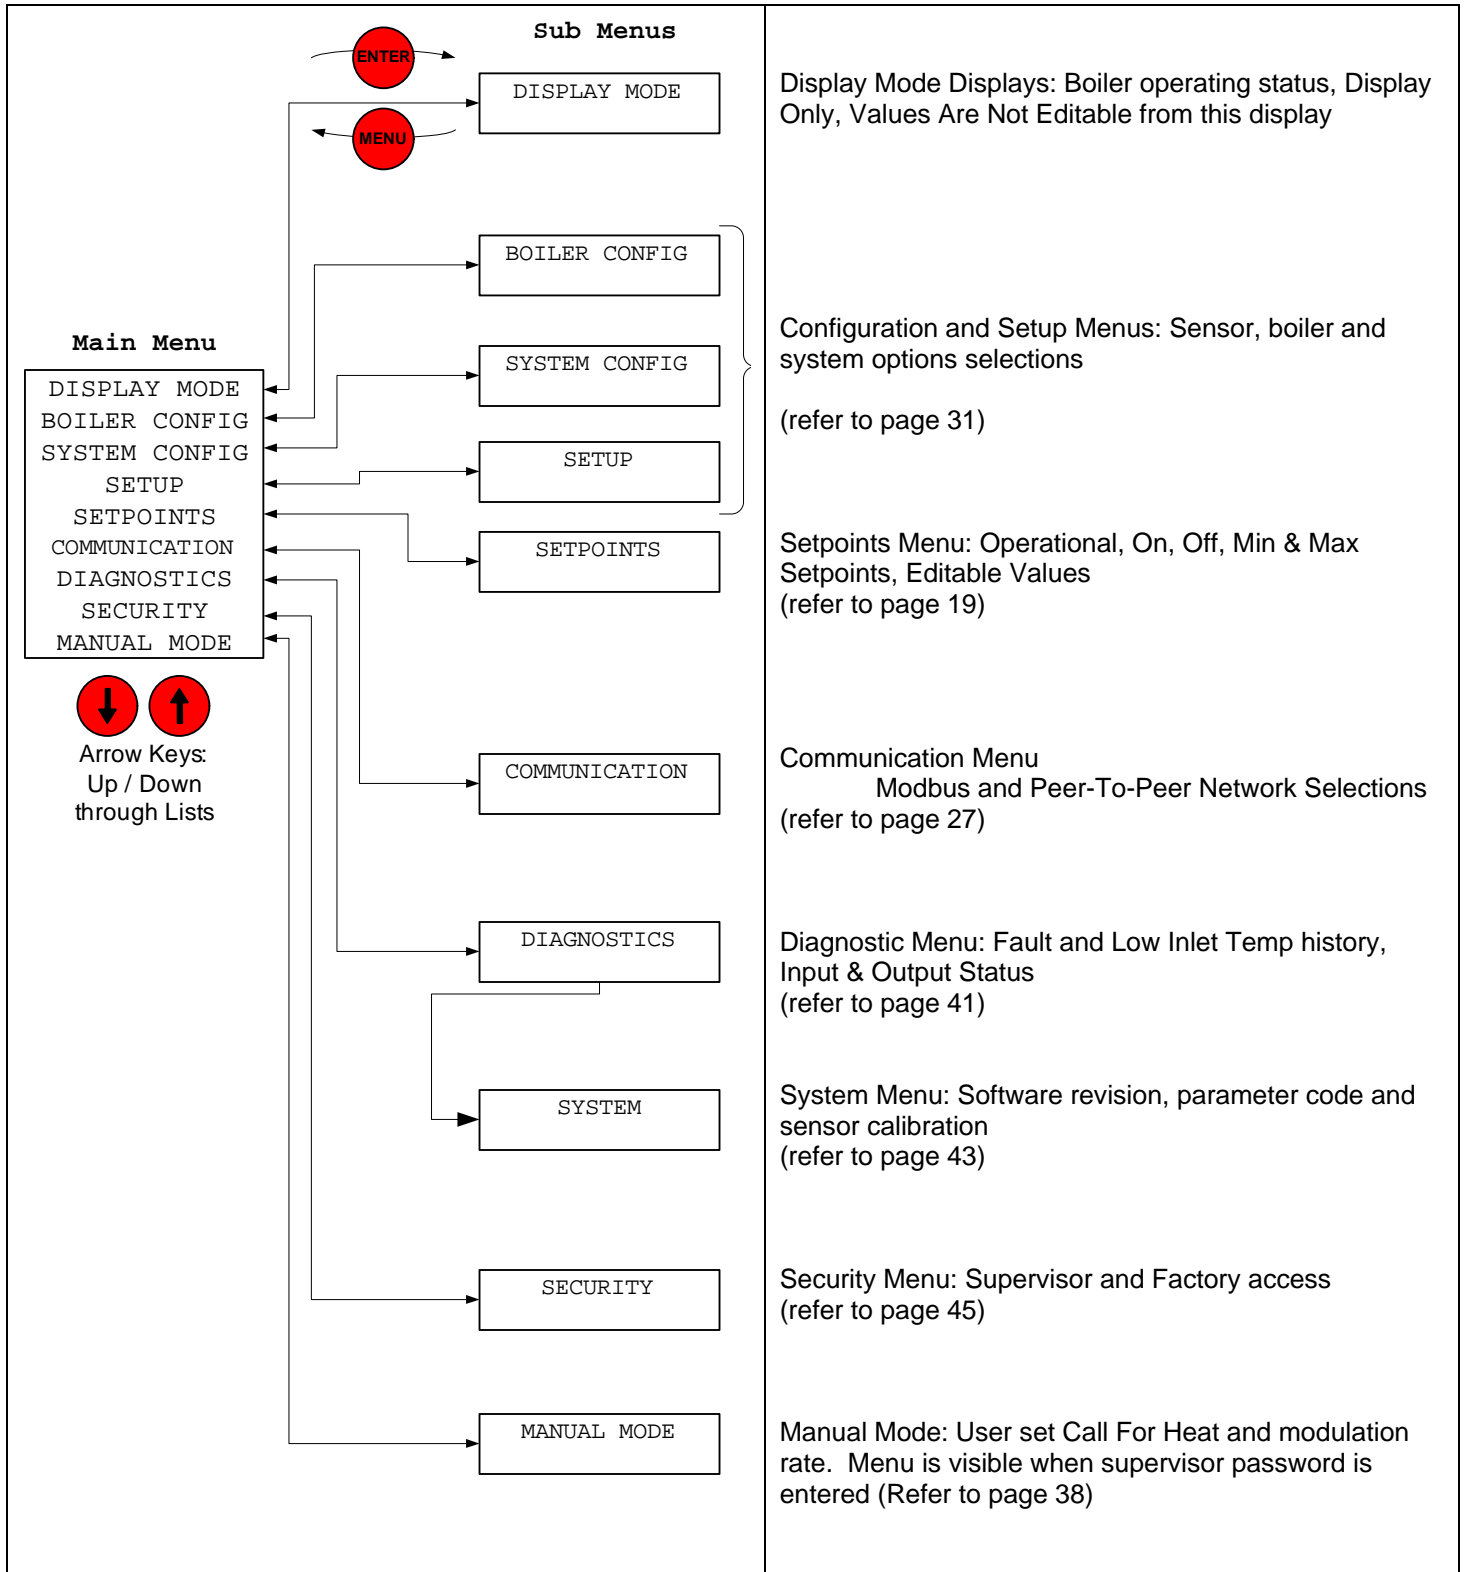 Sub Menus
ENTER
DISPLAY MODE
MENU
Display Mode Displays: Boiler operating status, Display
Only, Values Are Not Editable from this display
BOILER CONFIG
SYSTEM CONFIG
SETUP
Configuration and Setup Menus: Sensor, boiler and
system options selections
(refer to page 31)
Main Menu
DISPLAY MODE
BOILER CONFIG
SYSTEM CONFIG
SETUP
SETPOINTS
COMMUNICATION
DIAGNOSTICS
SECURITY
MANUAL MODE
Arrow Keys:
Up / Down
through Lists
SETPOINTS
Setpoints Menu: Operational, On, Off, Min & Max
Setpoints, Editable Values
(refer to page 19)
COMMUNICATION
Communication Menu
Modbus and Peer-To-Peer Network Selections
(refer to page 27)
DIAGNOSTICS
Diagnostic Menu: Fault and Low Inlet Temp history,
Input & Output Status
(refer to page 41)
SYSTEM
System Menu: Software revision, parameter code and
sensor calibration
(refer to page 43)
SECURITY
Security Menu: Supervisor and Factory access
(refer to page 45)
MANUAL MODE
Manual Mode: User set Call For Heat and modulation
rate.  Menu is visible when supervisor password is
entered (Refer to page 38)